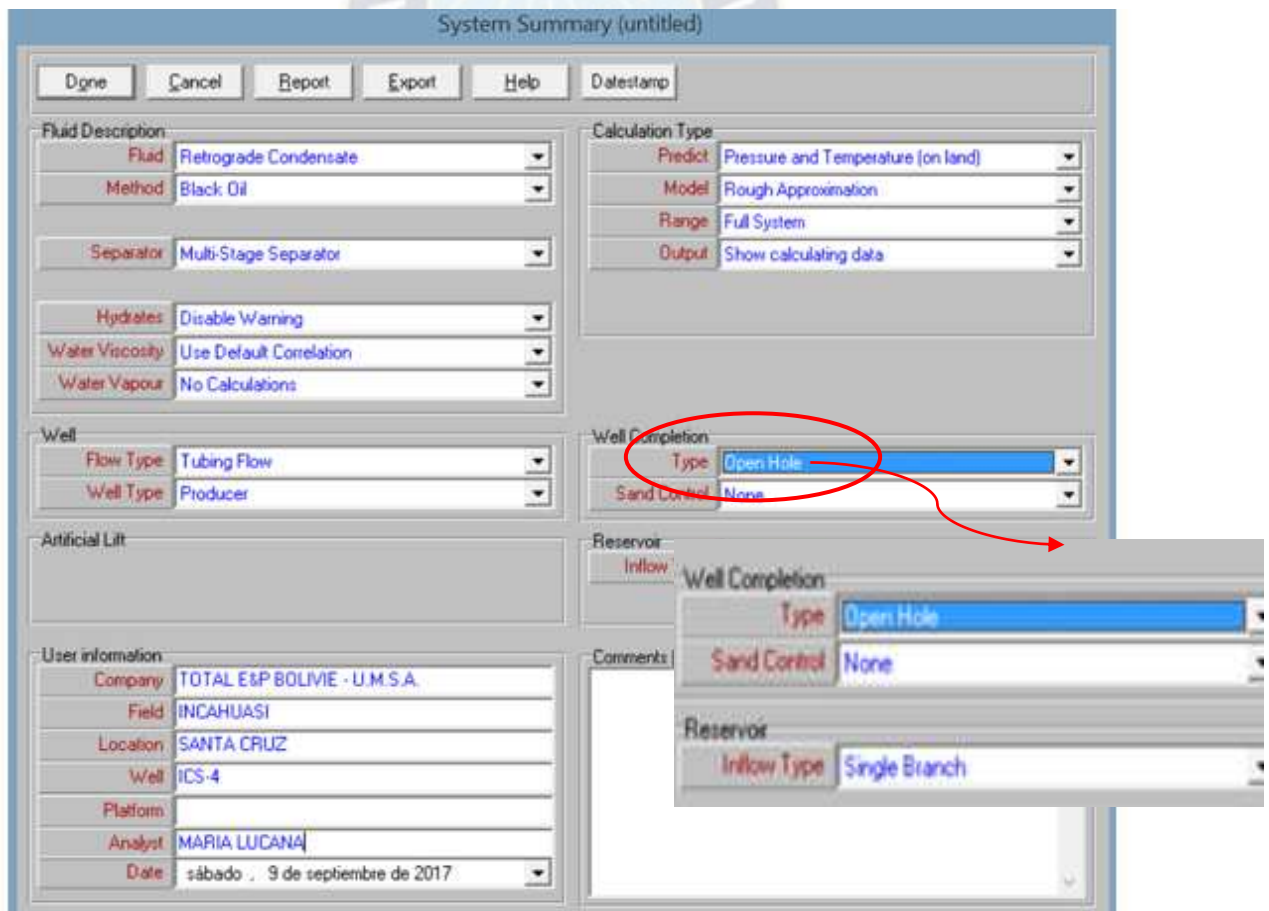 System Summary (untitled)
Done Cancel Report Export Help Datestamp
Fluid Description
Fluid Retrograde Condensate
Method Black Oil
Separator Multi-Stage Separator
Hydrates Disable Warning
Water Viscosity Use Default Correlation
Water Vapour No Calculations
Calculation Type
Predict Pressure and Temperature (on land)
Model Rough Approximation
Range Full System
Output Show calculating data
Well
Flow Type Tubing Flow
Well Type Producer
Well Completion
Type Open Hole
Sand Control None
Artificial Lift
Reservoir
Inflow
User information
Company TOTAL E&P BOLIVIE - U.M.S.A.
Field INCAHUASI
Location SANTA CRUZ
Well ICS-4
Platform
Analyst MARIA LUCANA
Date sábado , 9 de septiembre de 2017
Comments
Well Completion
Type Open Hole
Sand Control None
Reservoir
Inflow Type Single Branch